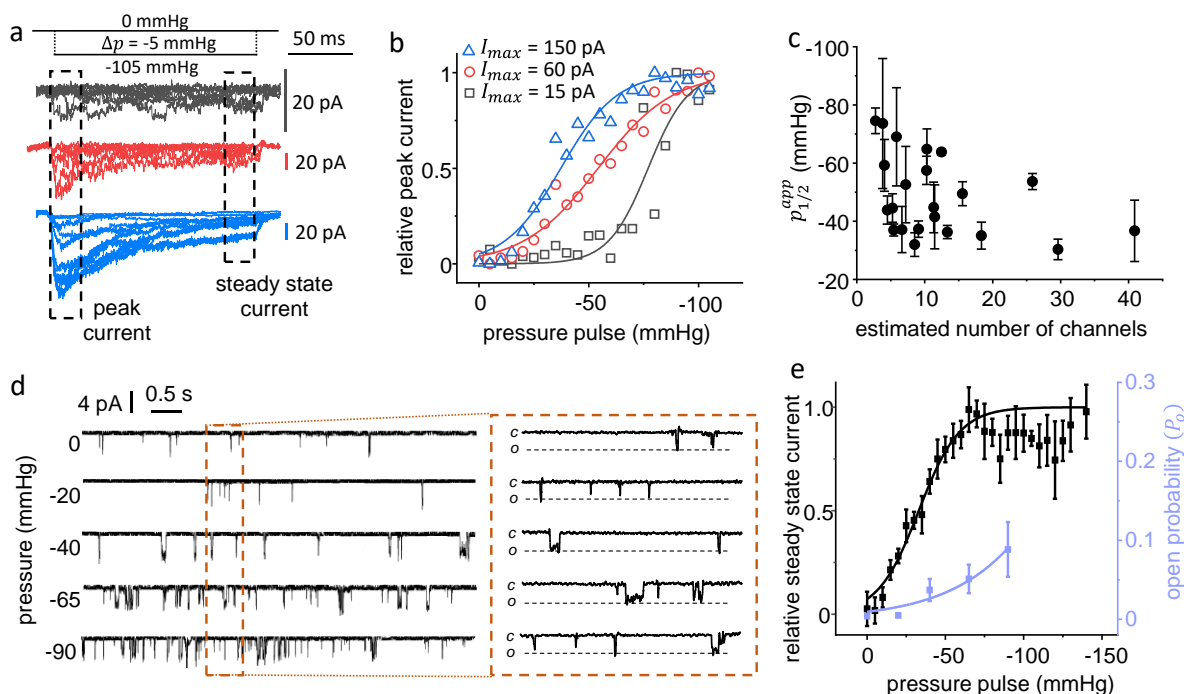 a
0 mmHg
Δp = -5 mmHg
-105 mmHg
50 ms
20 pA
20 pA
20 pA
peak
current
steady state
current
b
I_max = 150 pA
I_max = 60 pA
I_max = 15 pA
1
0.5
0
relative peak current
0
-50
-100
pressure pulse (mmHg)
c
-100
-80
-60
-40
-20
p_{1/2}^{app} (mmHg)
0
10
20
30
40
estimated number of channels
d
4 pA
0.5 s
pressure (mmHg)
0
-20
-40
-65
-90
c
o
c
o
c
o
c
o
c
o
e
1.0
0.5
0
relative steady state current
0.3
0.2
0.1
0
open probability (P_o)
0
-50
-100
-150
pressure pulse (mmHg)